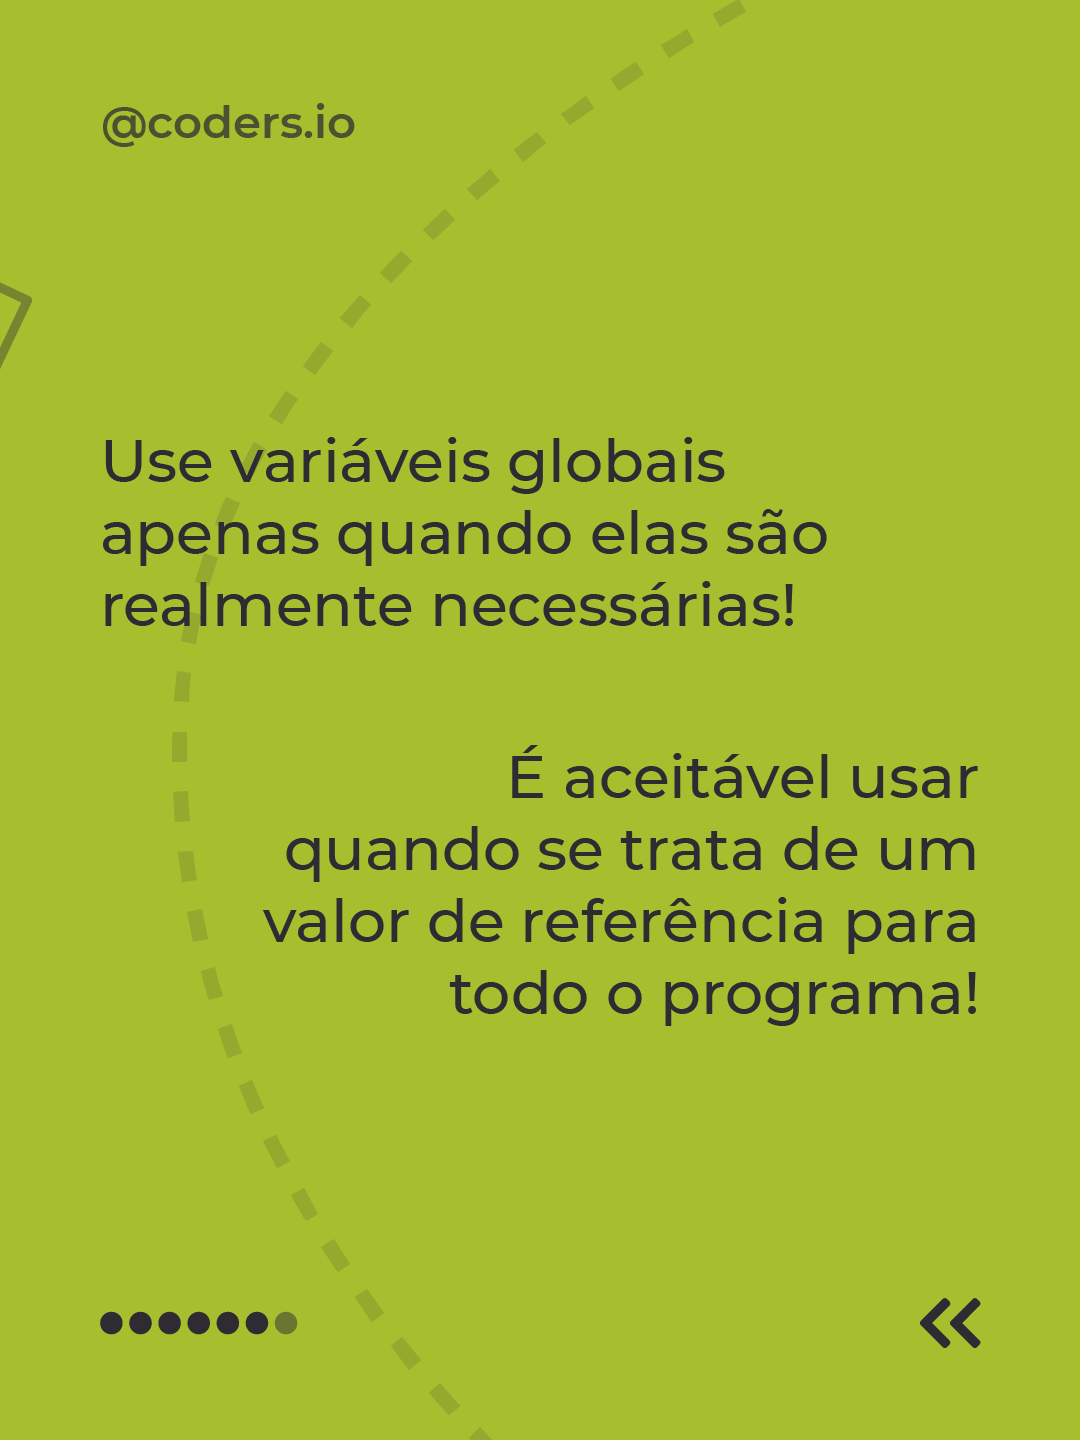 @coders.io
Use variáveis globais
apenas quando elas são
realmente necessárias!
É aceitável usar
quando se trata de um
valor de referência para
todo o programa!